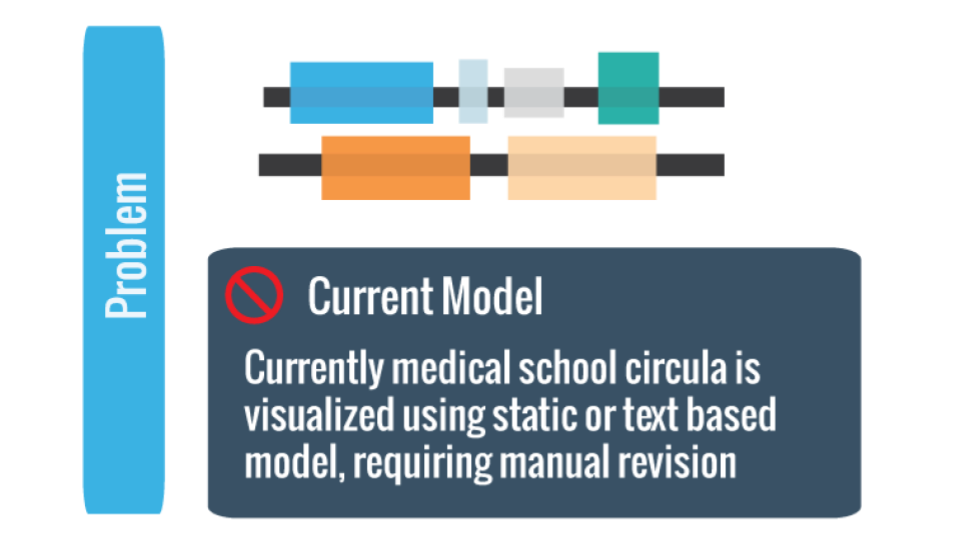 Problem
Current Model
Currently medical school circula is
visualized using static or text based
model, requiring manual revision